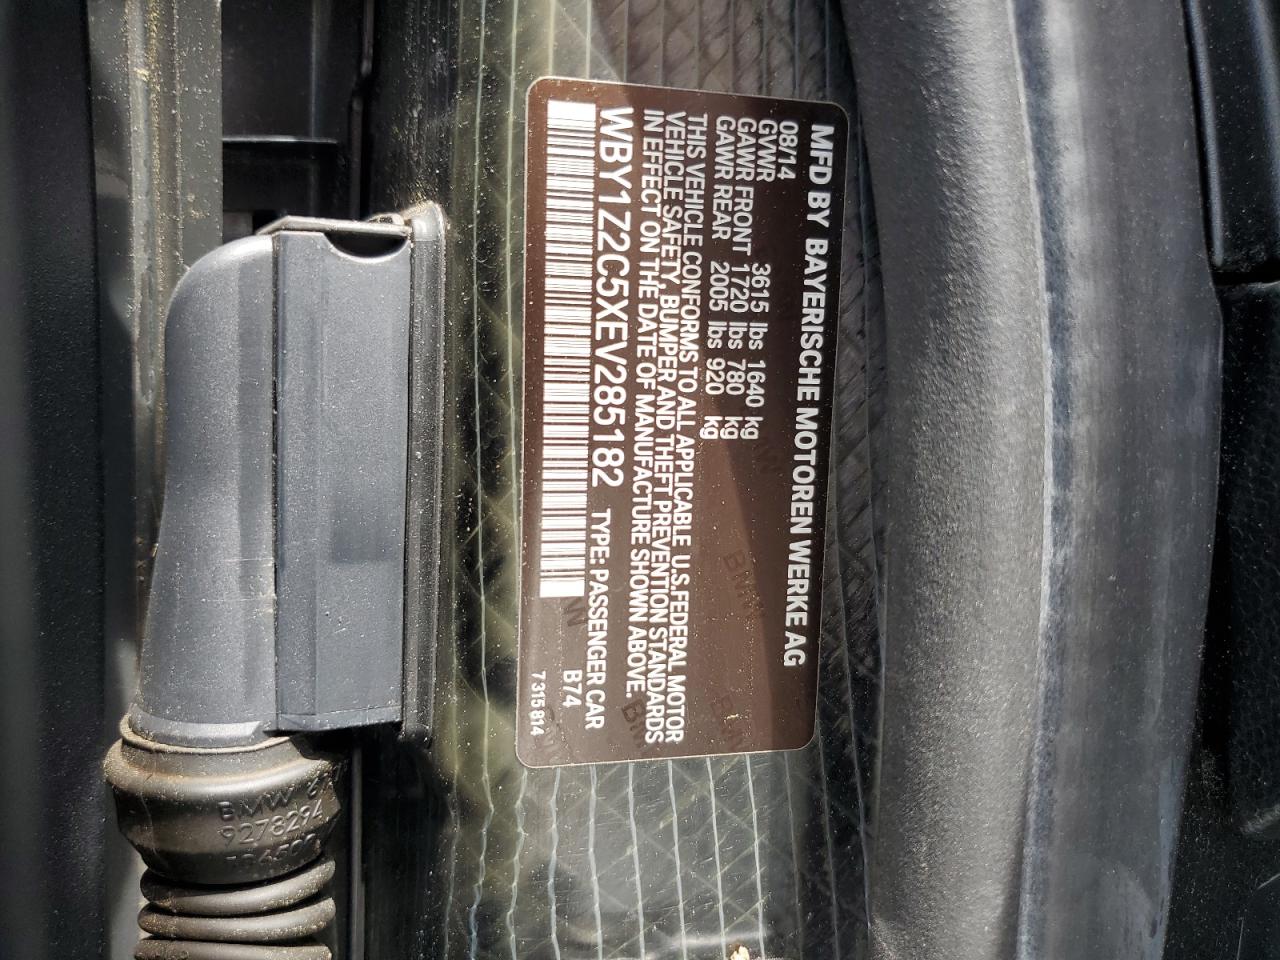 MFD BY BAYERISCHE MOTOREN WERKE AG
08/14
GVWR 3615 lbs 1640 kg
GAWR FRONT 1720 lbs 780 kg
GAWR REAR 2005 lbs 920 kg
THIS VEHICLE CONFORMS TO ALL APPLICABLE U.S.FEDERAL MOTOR
VEHICLE SAFETY, BUMPER AND THEFT PREVENTION STANDARDS
IN EFFECT ON THE DATE OF MANUFACTURE SHOWN ABOVE.
WBY1Z2C5XEV285182 TYPE: PASSENGER CAR
B74
7 315 814
BMW
9278294